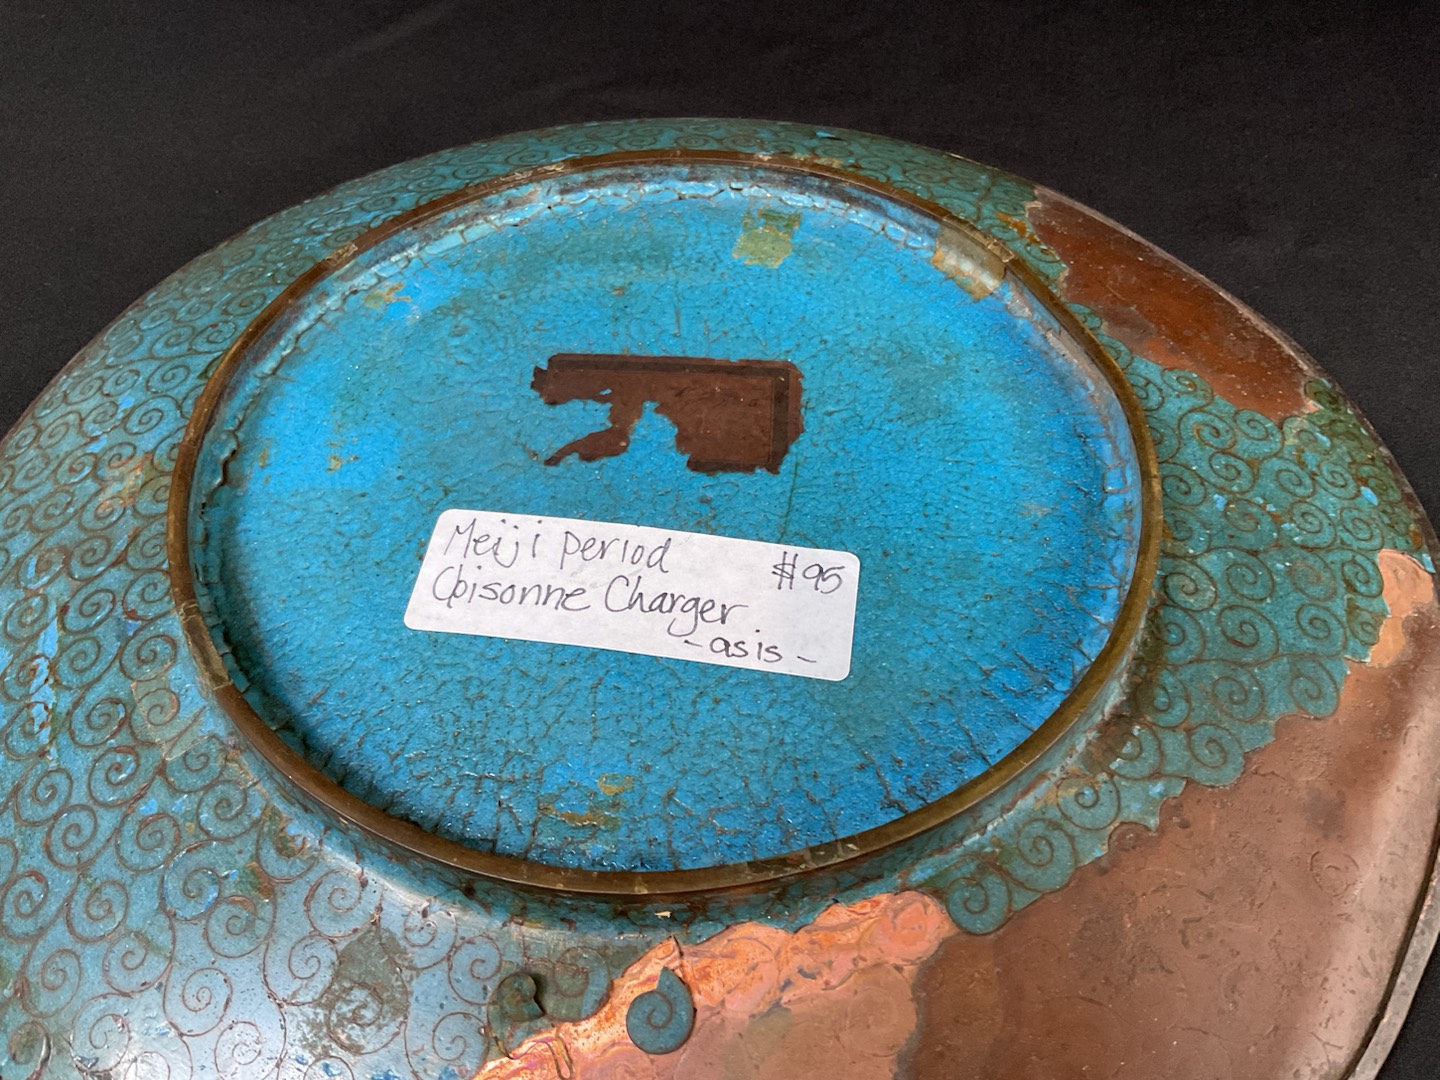 Meiji period $95
Cloisonne Charger
- as is -